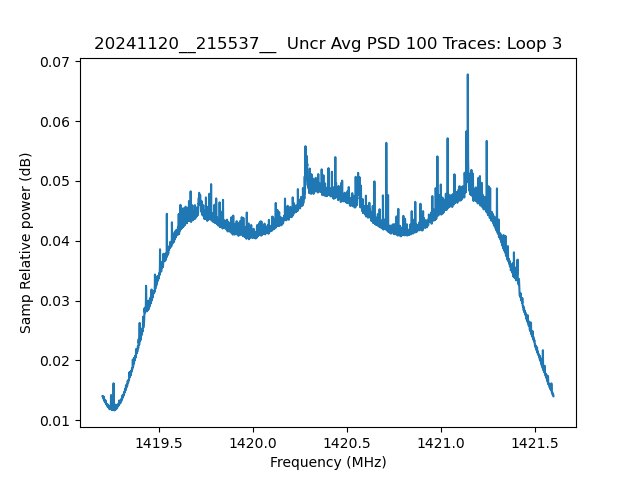 20241120__215537__  Uncr Avg PSD 100 Traces: Loop 3
0.07
0.06
0.05
0.04
0.03
0.02
0.01
Samp Relative power (dB)
1419.5 1420.0 1420.5 1421.0 1421.5
Frequency (MHz)